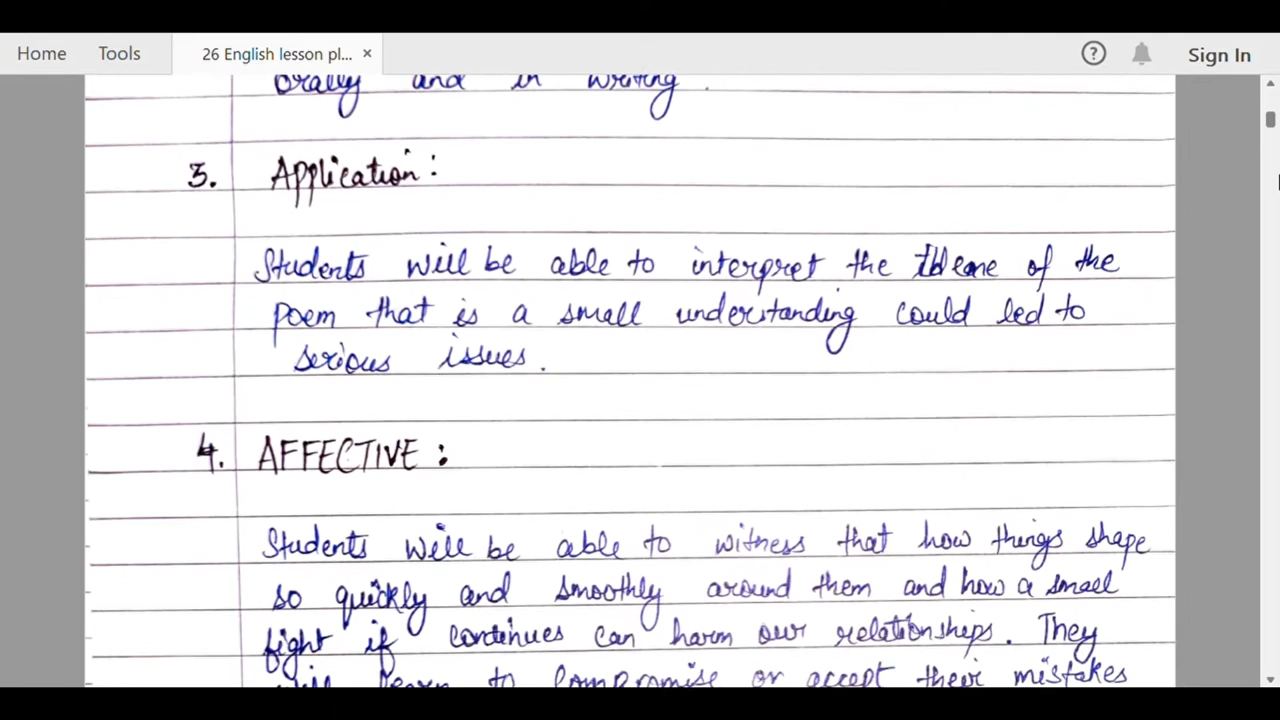 Home Tools 26 English lesson pl... × ? Sign In
orally and in writing.
3. Application:
Students will be able to interpret the theme of the
poem that is a small understanding could led to
serious issues.
4. AFFECTIVE:
Students will be able to witness that how things shape
so quickly and smoothly around them and how a small
fight if continues can harm our relationships. They
will learn to compromise or accept their mistakes